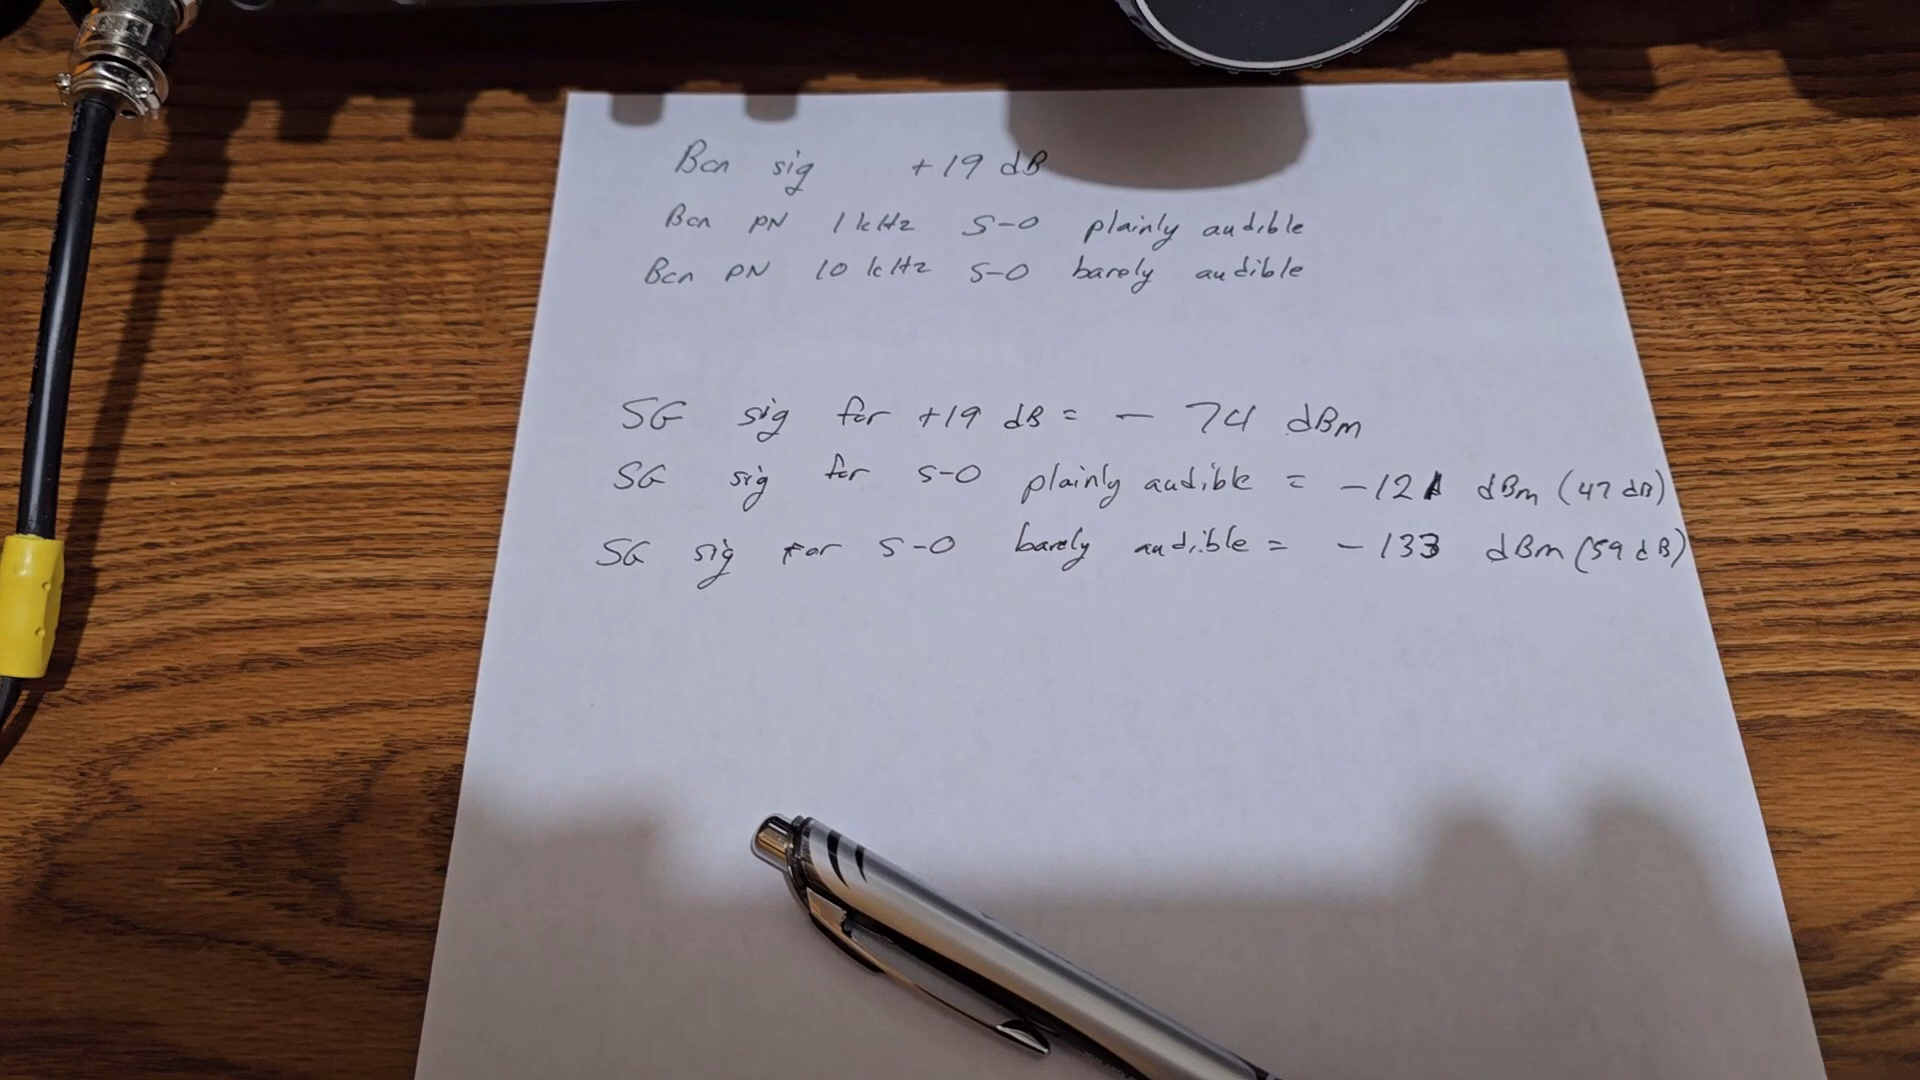 Bcn sig +19 dB
Bcn PN 1 kHz S-0 plainly audible
Bcn PN 10 kHz S-0 barely audible
SG sig for +19 dB = - 74 dBm
SG sig for S-0 plainly audible = -121 dBm (47 dB)
SG sig for S-0 barely audible = -133 dBm (59 dB)